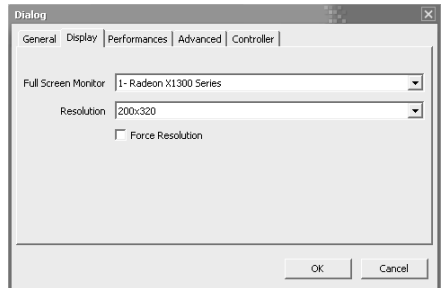 Dialog
General Display Performances Advanced Controller
Full Screen Monitor 1- Radeon X1300 Series
Resolution 200x320
Force Resolution
OK Cancel